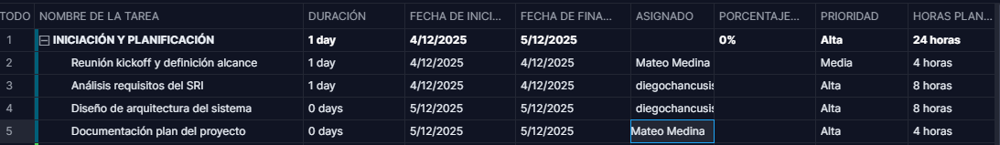 TODO NOMBRE DE LA TAREA DURACIÓN FECHA DE INICI... FECHA DE FINA... ASIGNADO PORCENTAJE... PRIORIDAD HORAS PLAN...
1 INICIACIÓN Y PLANIFICACIÓN 1 day 4/12/2025 5/12/2025 0% Alta 24 horas
2 Reunión kickoff y definición alcance 1 day 4/12/2025 4/12/2025 Mateo Medina Media 4 horas
3 Análisis requisitos del SRI 1 day 4/12/2025 4/12/2025 diegochancusis Alta 8 horas
4 Diseño de arquitectura del sistema 0 days 5/12/2025 5/12/2025 diegochancusis Alta 8 horas
5 Documentación plan del proyecto 0 days 5/12/2025 5/12/2025 Mateo Medina Alta 4 horas